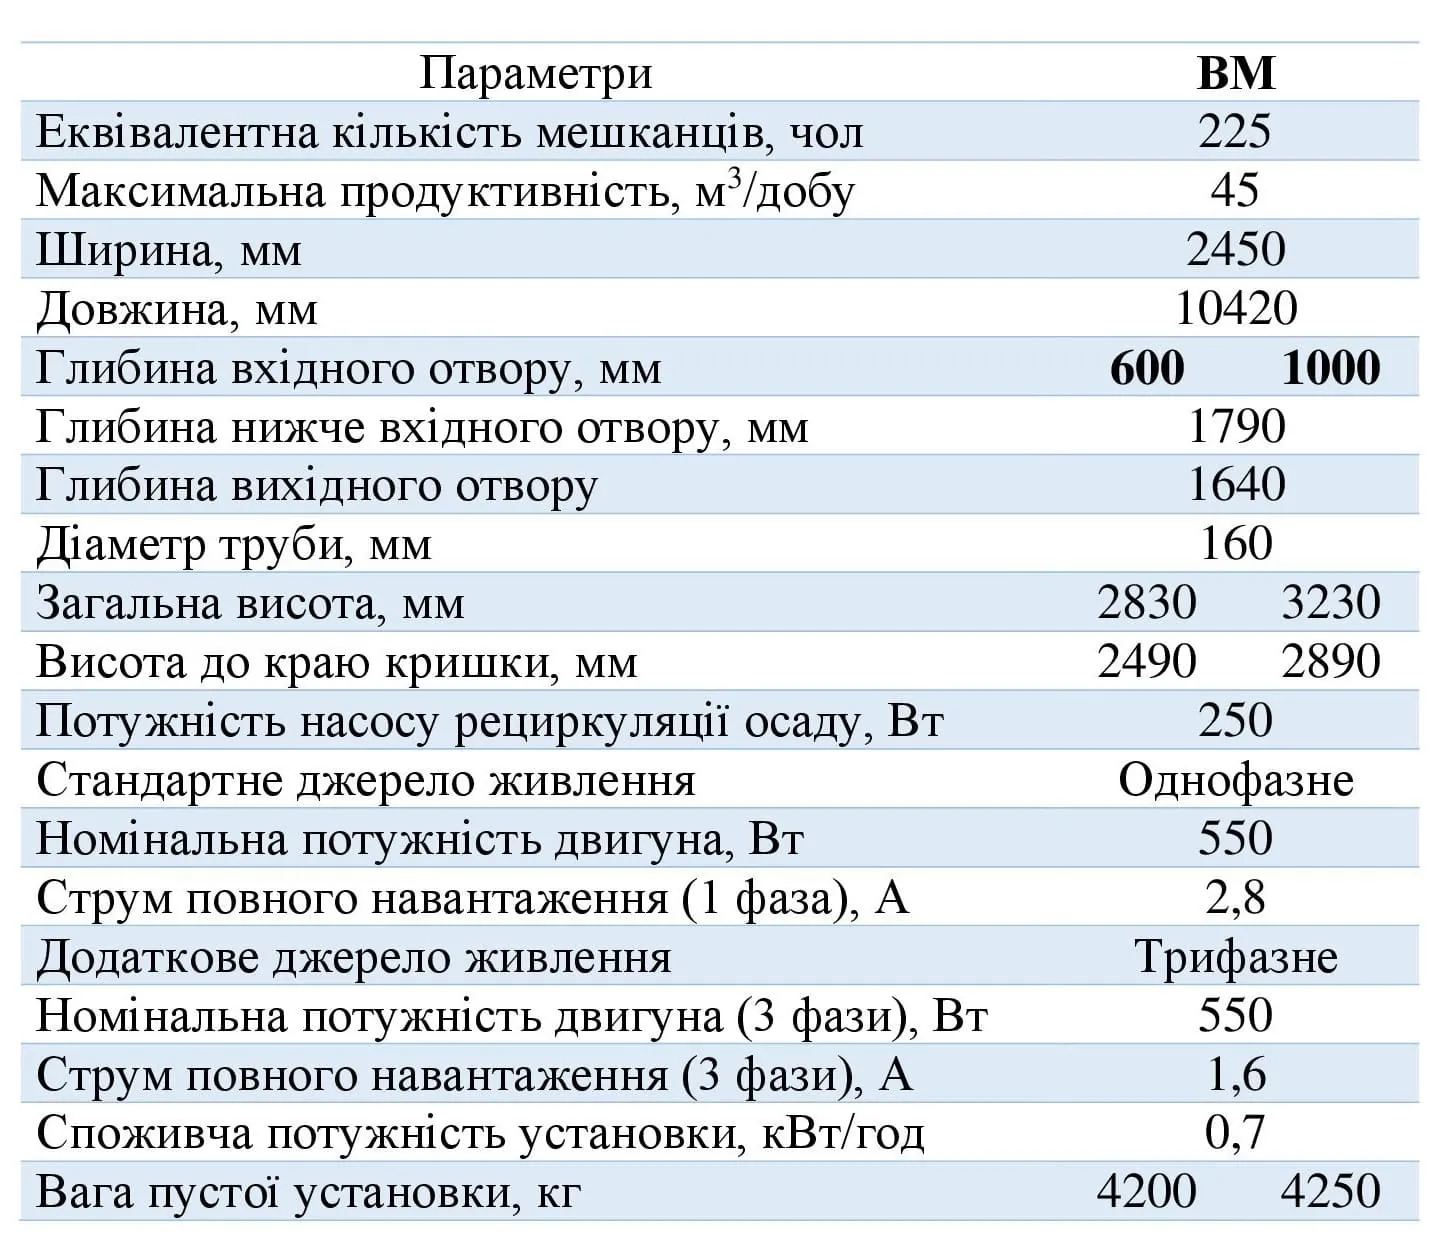 Параметри ВМ
Еквівалентна кількість мешканців, чол 225
Максимальна продуктивність, м³/добу 45
Ширина, мм 2450
Довжина, мм 10420
Глибина вхідного отвору, мм 600 1000
Глибина нижче вхідного отвору, мм 1790
Глибина вихідного отвору 1640
Діаметр труби, мм 160
Загальна висота, мм 2830 3230
Висота до краю кришки, мм 2490 2890
Потужність насосу рециркуляції осаду, Вт 250
Стандартне джерело живлення Однофазне
Номінальна потужність двигуна, Вт 550
Струм повного навантаження (1 фаза), А 2,8
Додаткове джерело живлення Трифазне
Номінальна потужність двигуна (3 фази), Вт 550
Струм повного навантаження (3 фази), А 1,6
Споживча потужність установки, кВт/год 0,7
Вага пустої установки, кг 4200 4250